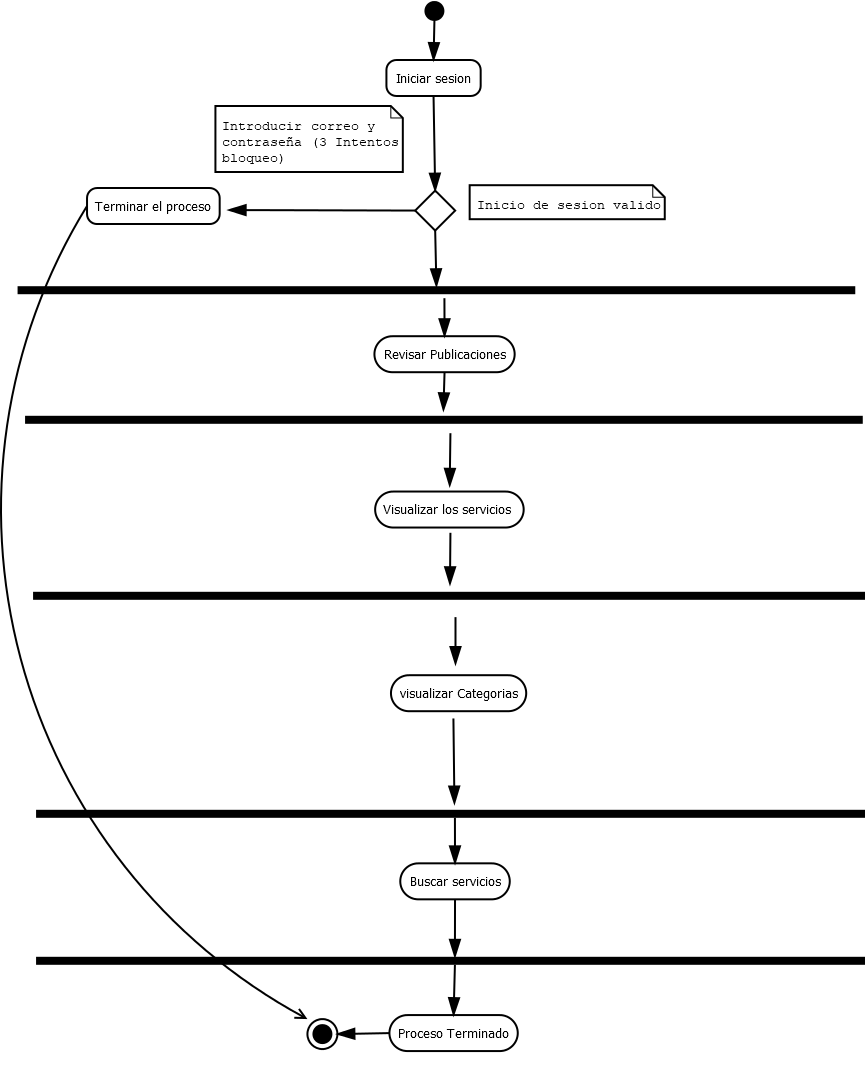 Iniciar sesion
Introducir correo y
contraseña (3 Intentos
bloqueo)
Terminar el proceso
Inicio de sesion valido
Revisar Publicaciones
Visualizar los servicios
visualizar Categorias
Buscar servicios
Proceso Terminado